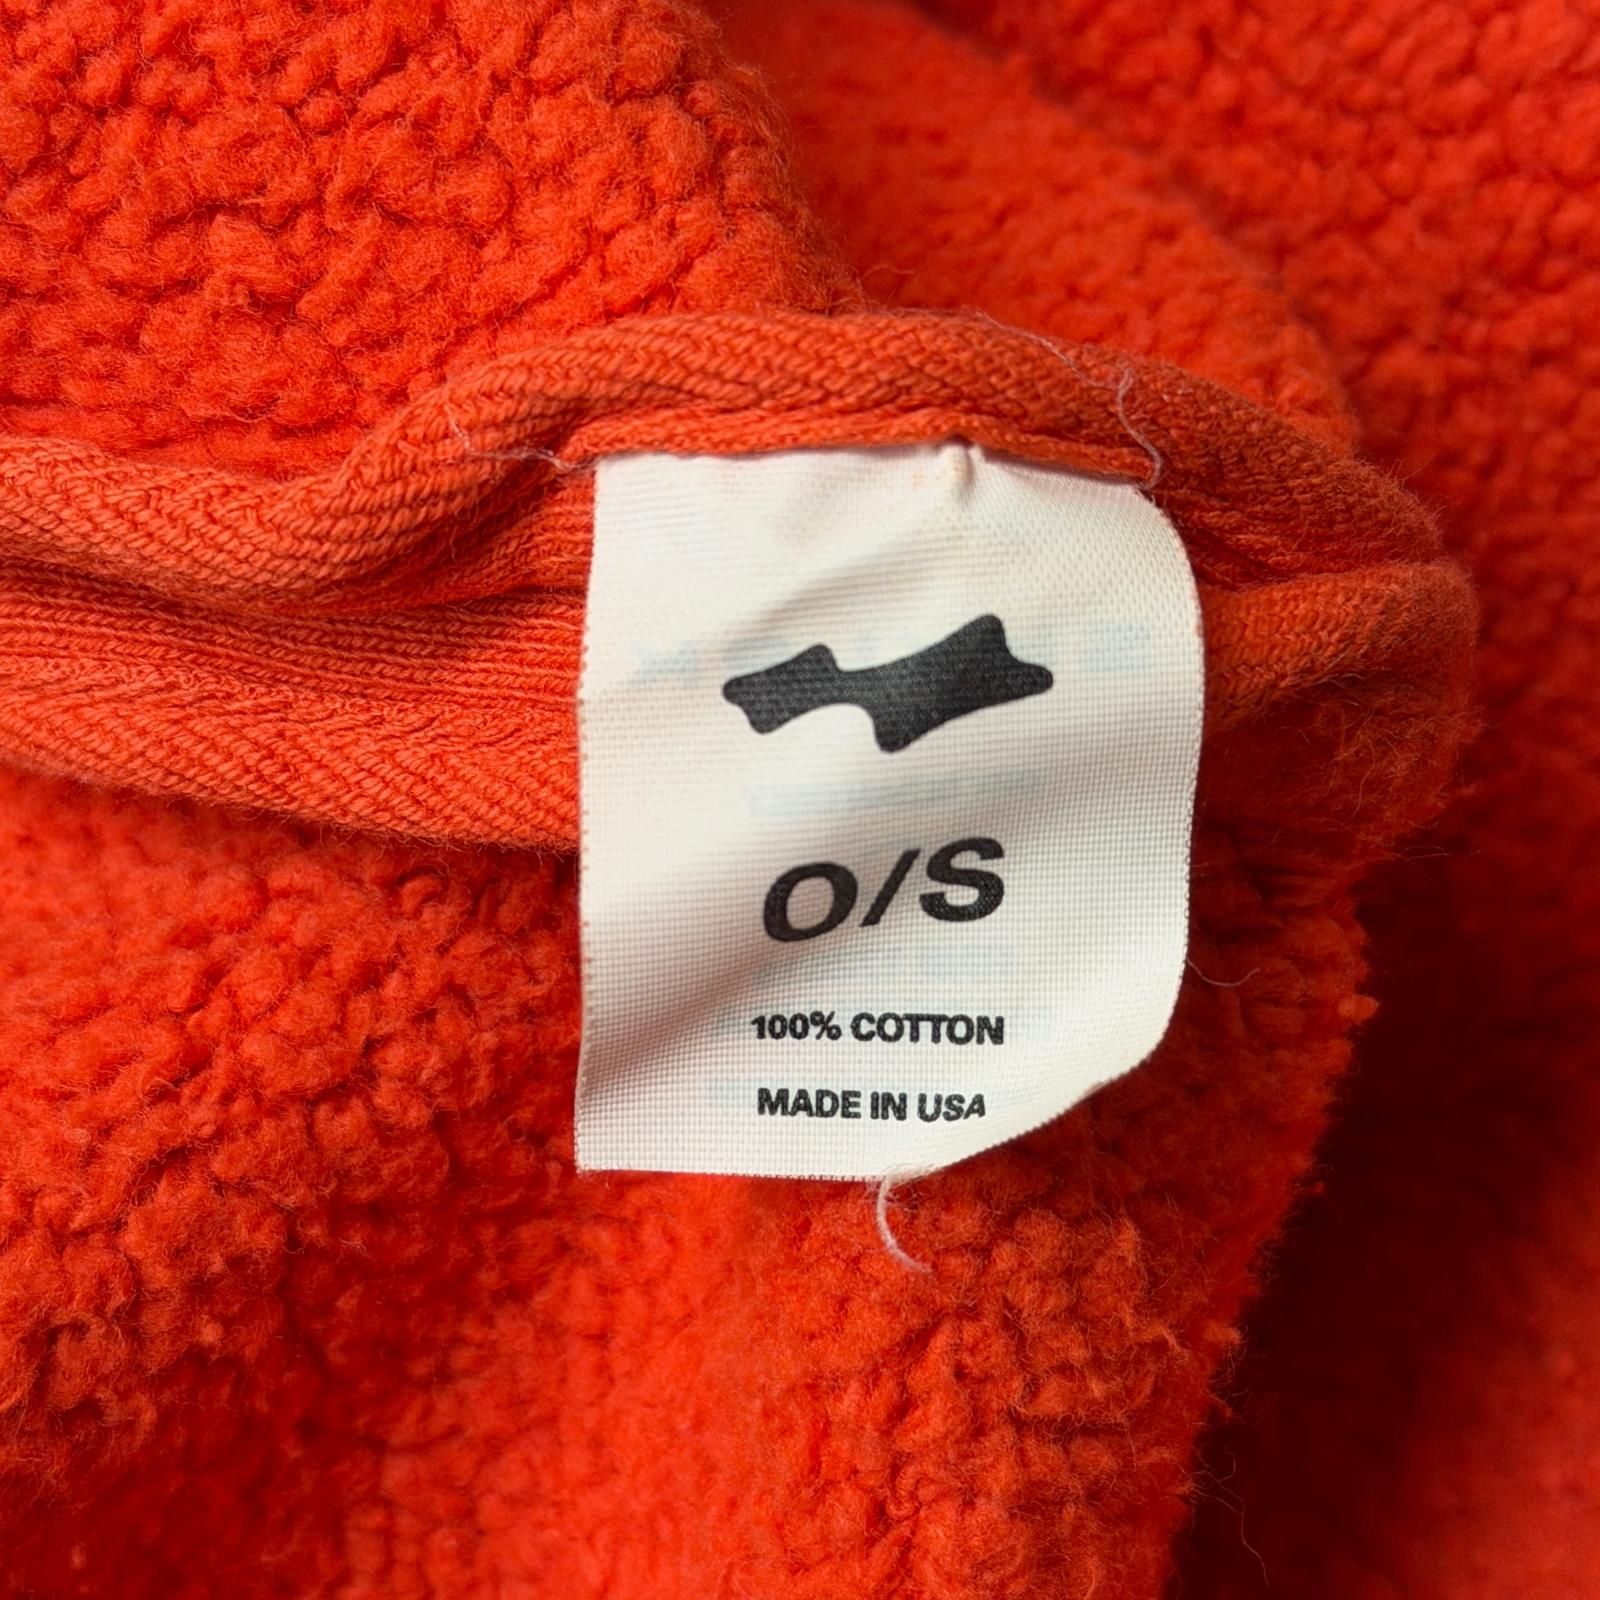 O/S
100% COTTON
MADE IN USA